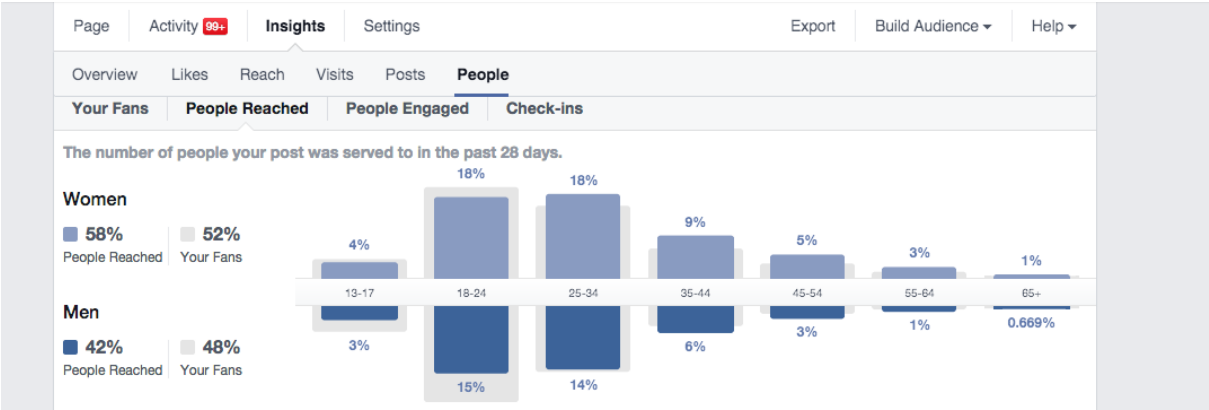 Page Activity 99+ Insights Settings Export Build Audience Help
Overview Likes Reach Visits Posts People
Your Fans People Reached People Engaged Check-ins
The number of people your post was served to in the past 28 days.
Women
58% 52%
People Reached Your Fans
4% 18% 18% 9% 5% 3% 1%
13-17 18-24 25-34 35-44 45-54 55-64 65+
Men
42% 48%
People Reached Your Fans
3% 15% 14% 6% 3% 1% 0.669%